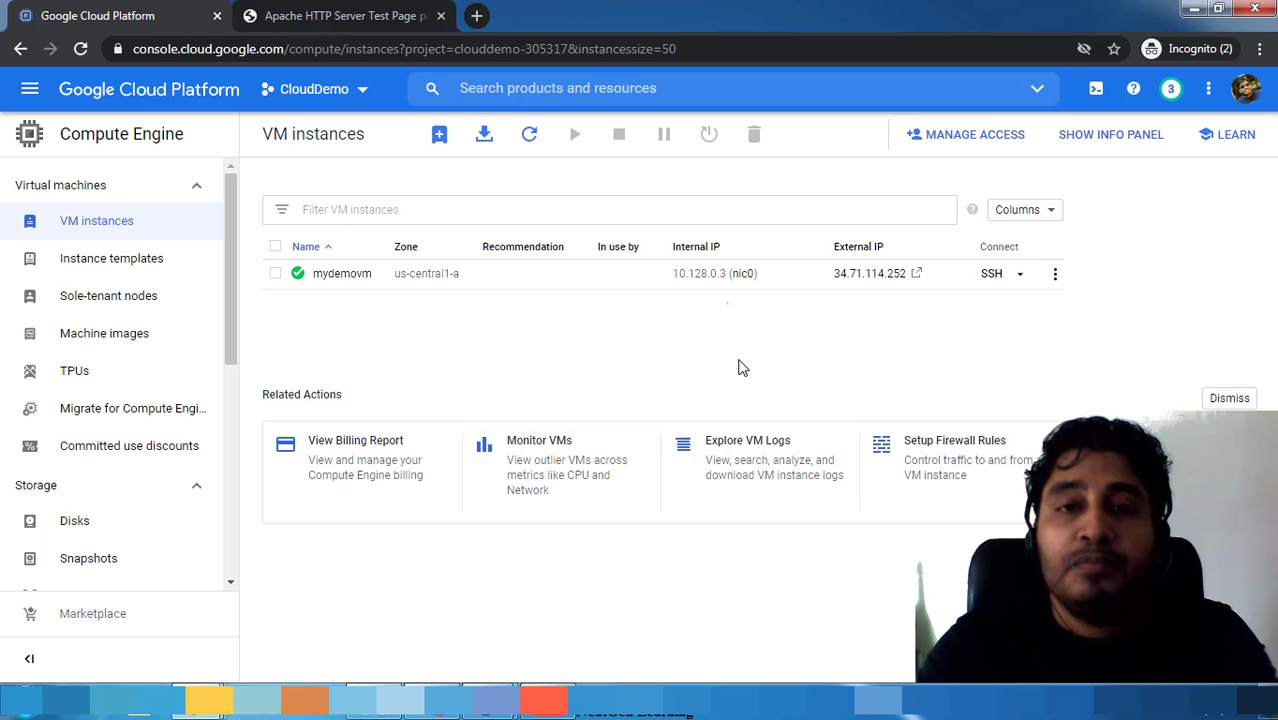 Google Cloud Platform
Apache HTTP Server Test Page p
console.cloud.google.com/compute/instances?project=clouddemo-305317&instancessize=50
Incognito (2)
Google Cloud Platform
CloudDemo
Search products and resources
3
Compute Engine
VM instances
MANAGE ACCESS
SHOW INFO PANEL
LEARN
Virtual machines
VM instances
Instance templates
Sole-tenant nodes
Machine images
TPUs
Migrate for Compute Engi...
Committed use discounts
Storage
Disks
Snapshots
Marketplace
Filter VM instances
Columns
Name
Zone
Recommendation
In use by
Internal IP
External IP
Connect
mydemovm
us-central1-a
10.128.0.3 (nic0)
34.71.114.252
SSH
Related Actions
Dismiss
View Billing Report
View and manage your
Compute Engine billing
Monitor VMs
View outlier VMs across
metrics like CPU and
Network
Explore VM Logs
View, search, analyze, and
download VM instance logs
Setup Firewall Rules
Control traffic to and from
VM instance
NextGen Learning